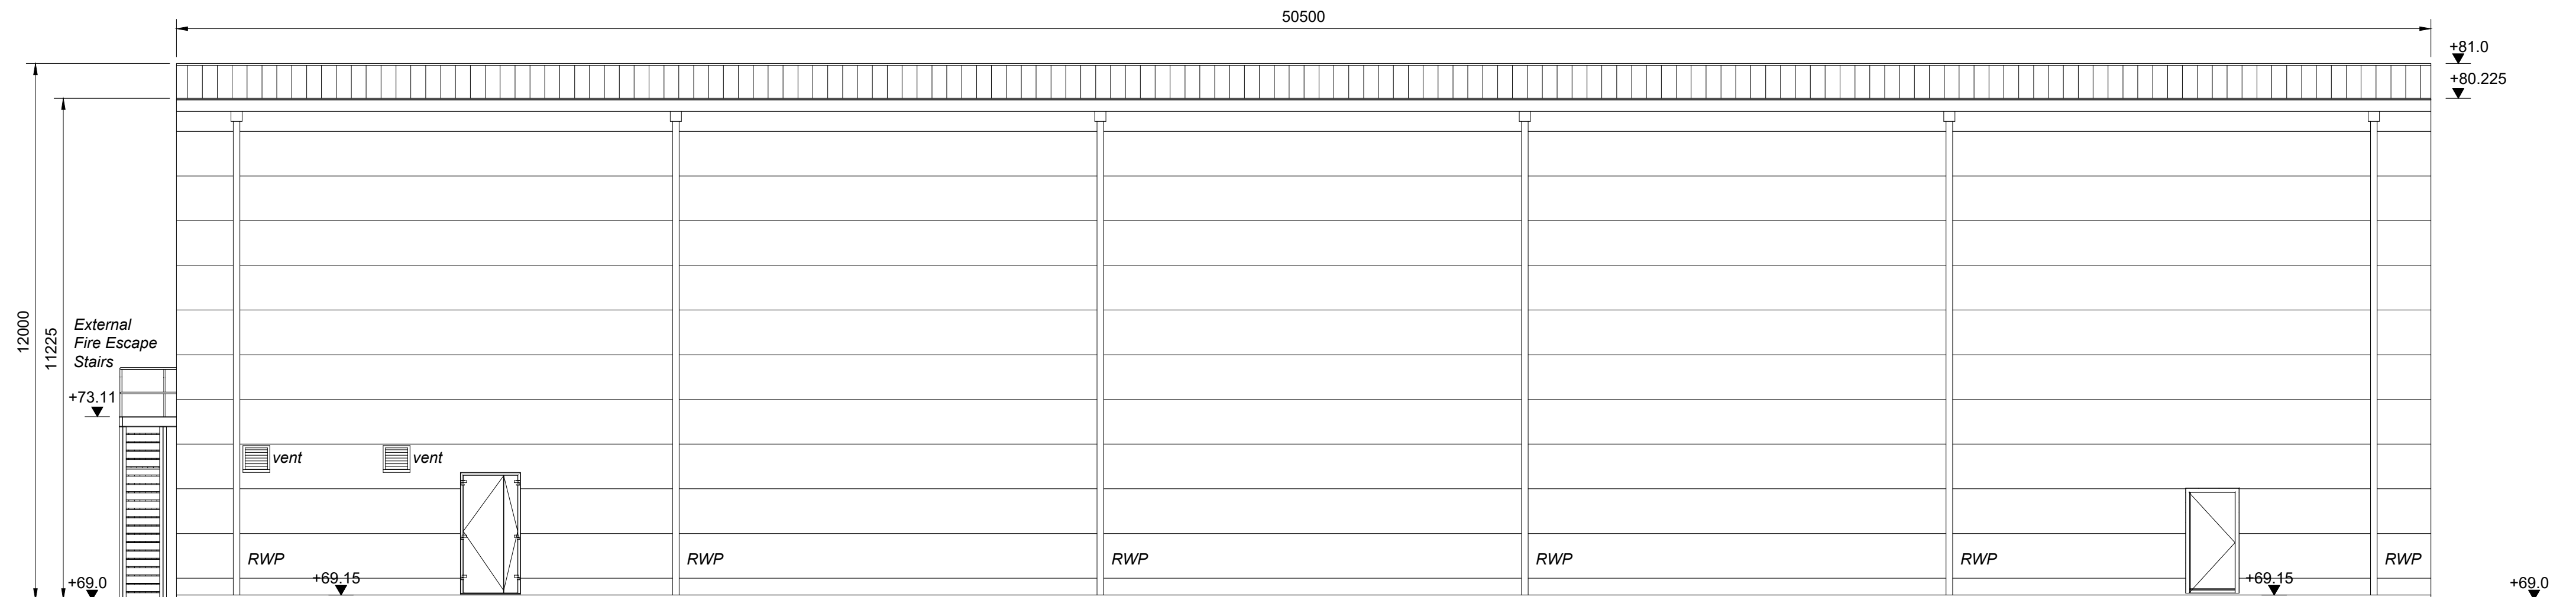 50500
+81.0
+80.225
12000
11225
External
Fire Escape
Stairs
+73.11
vent
vent
RWP
RWP
RWP
RWP
RWP
RWP
+69.0
+69.15
+69.15
+69.0